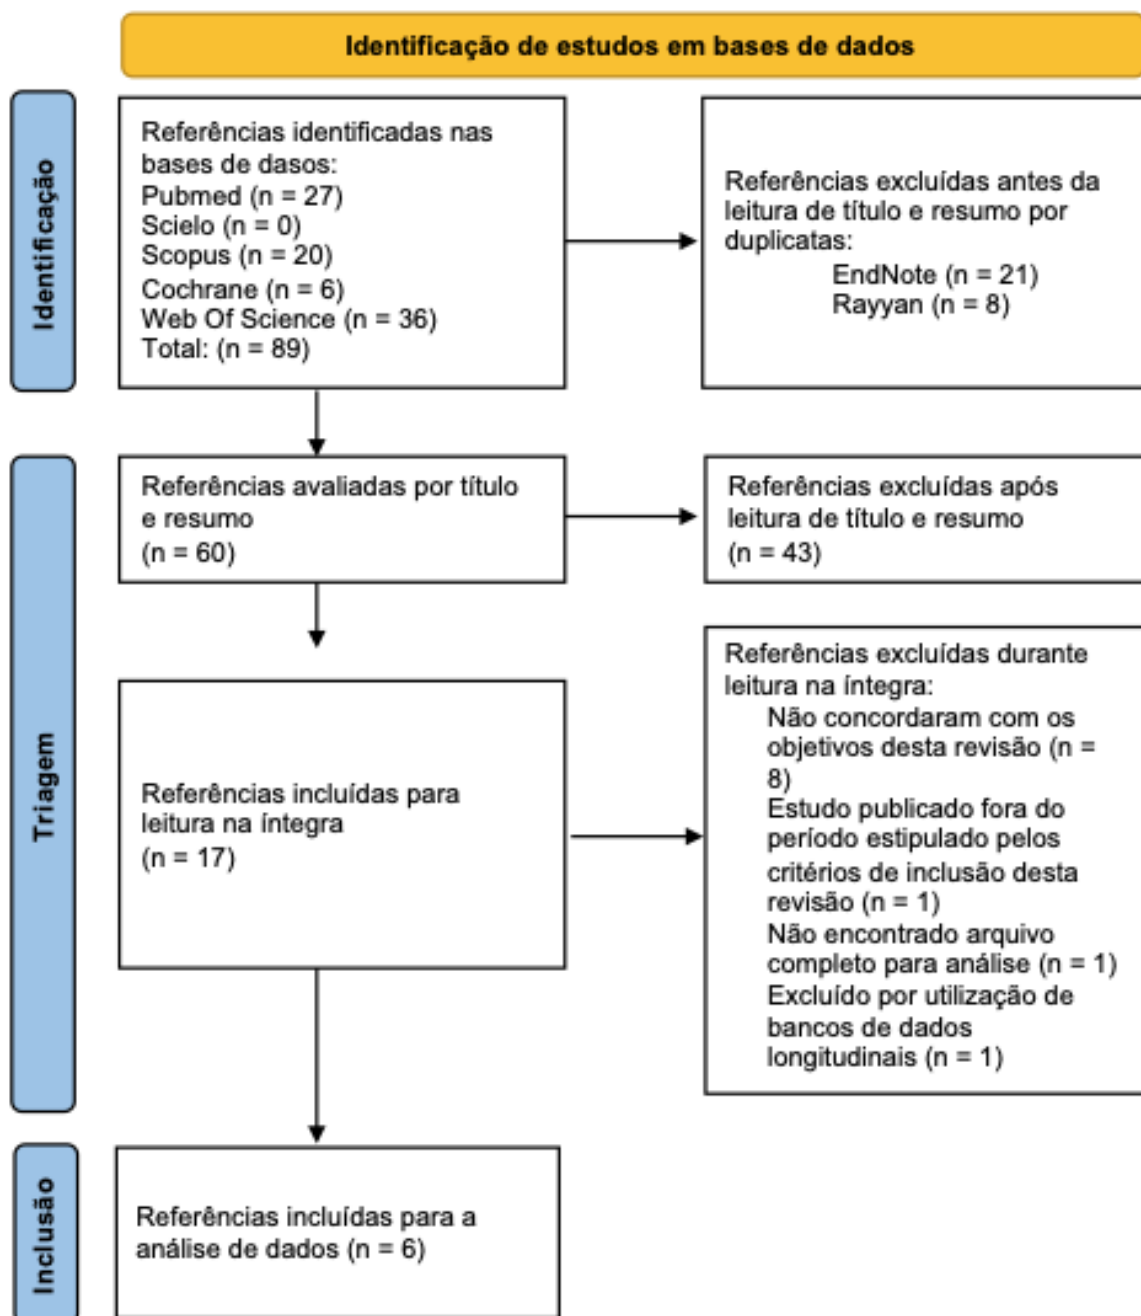 Identificação de estudos em bases de dados
Identificação
Referências identificadas nas
bases de dasos:
Pubmed (n = 27)
Scielo (n = 0)
Scopus (n = 20)
Cochrane (n = 6)
Web Of Science (n = 36)
Total: (n = 89)
Referências excluídas antes da
leitura de título e resumo por
duplicatas:
EndNote (n = 21)
Rayyan (n = 8)
Triagem
Referências avaliadas por título
e resumo
(n = 60)
Referências excluídas após
leitura de título e resumo
(n = 43)
Referências incluídas para
leitura na íntegra
(n = 17)
Referências excluídas durante
leitura na íntegra:
Não concordaram com os
objetivos desta revisão (n =
8)
Estudo publicado fora do
período estipulado pelos
critérios de inclusão desta
revisão (n = 1)
Não encontrado arquivo
completo para análise (n = 1)
Excluído por utilização de
bancos de dados
longitudinais (n = 1)
Inclusão
Referências incluídas para a
análise de dados (n = 6)